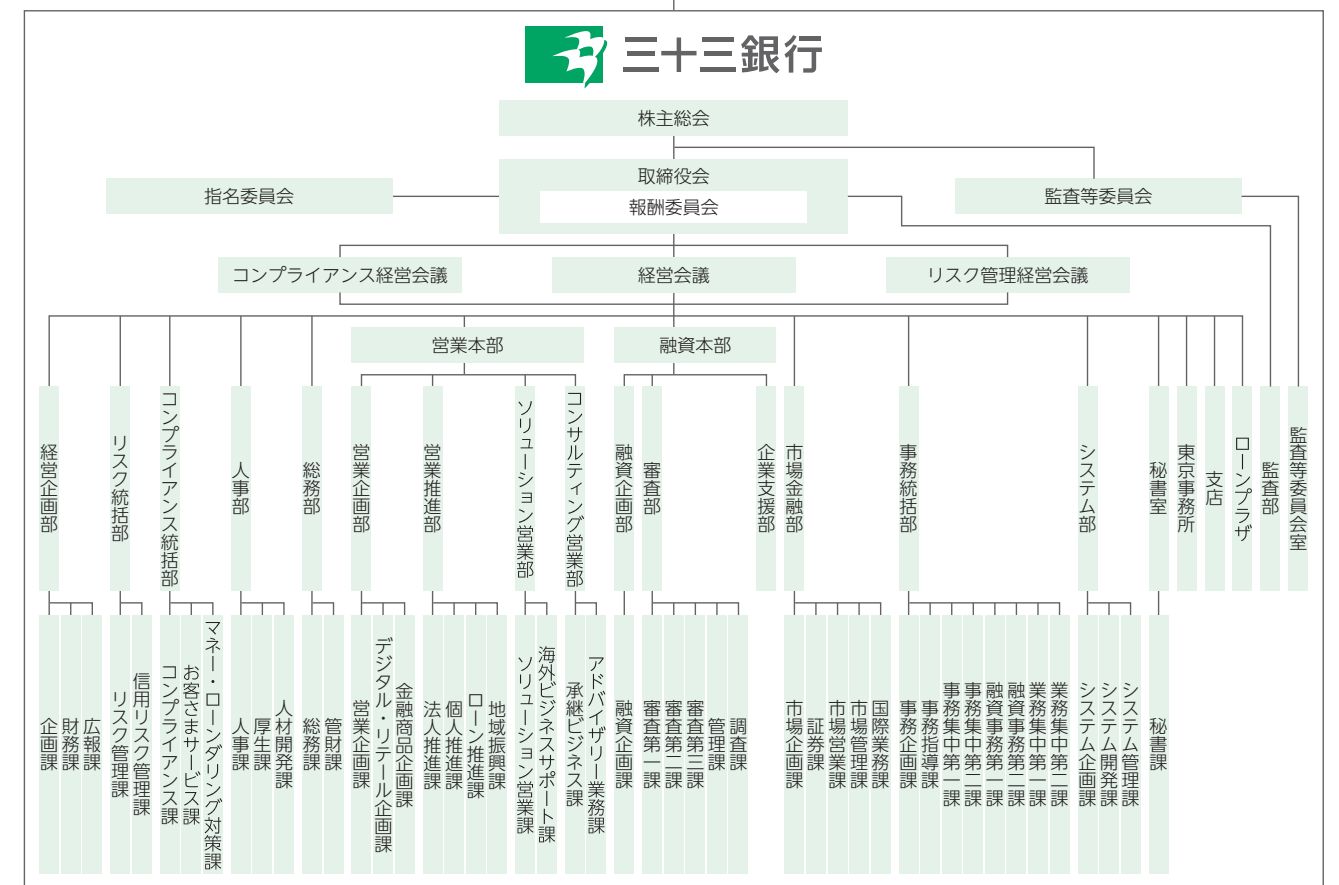 三十三銀行
株主総会
取締役会
報酬委員会
指名委員会
監査等委員会
コンプライアンス経営会議
経営会議
リスク管理経営会議
営業本部
融資本部
経営企画部
リスク統括部
コンプライアンス統括部
人事部
総務部
営業企画部
営業推進部
ソリューション営業部
コンサルティング営業部
融資企画部
審査部
企業支援部
市場金融部
事務統括部
システム部
秘書室
東京事務所
支店
ローンプラザ
監査部
監査等委員会室
企画課
財務課
広報課
リスク管理課
信用リスク管理課
コンプライアンス課
お客さまサービス課
マネー・ローンダリング対策課
人事課
厚生課
人材開発課
総務課
管財課
営業企画課
デジタル・リテール企画課
金融商品企画課
法人推進課
個人推進課
ローン推進課
地域振興課
ソリューション営業課
海外ビジネスサポート課
承継ビジネス課
アドバイザリー業務課
融資企画課
審査第一課
審査第二課
審査第三課
管理課
調査課
市場企画課
証券課
市場営業課
市場管理課
国際業務課
事務企画課
事務指導課
事務集中第一課
事務集中第二課
融資事務第一課
融資事務第二課
業務集中第一課
業務集中第二課
システム企画課
システム開発課
システム管理課
秘書課